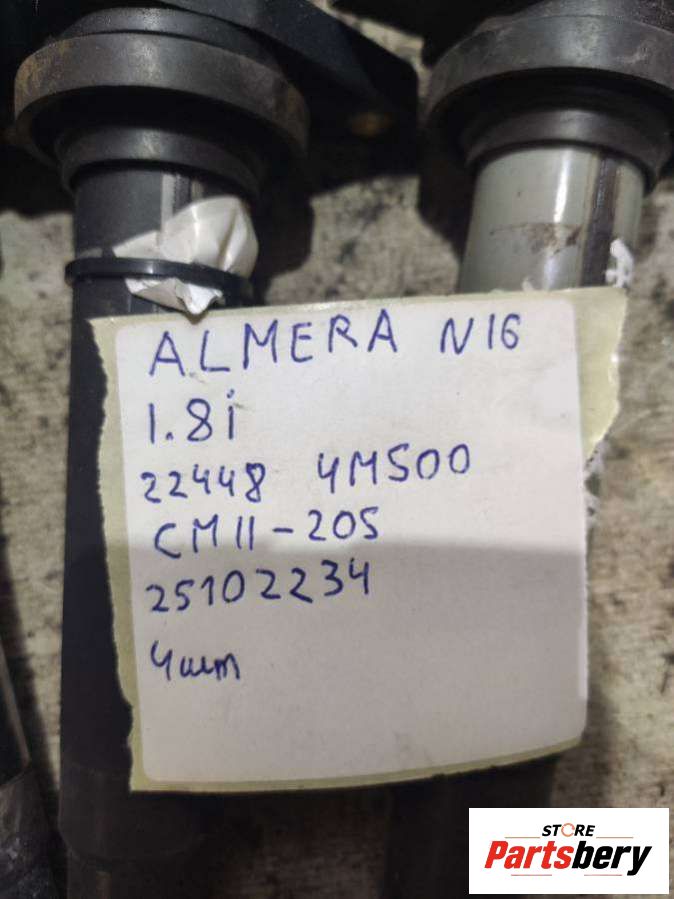 ALMERA N16
1.8i
22448 4M500
CM11-205
25102234
4шт
STORE
Partsbery